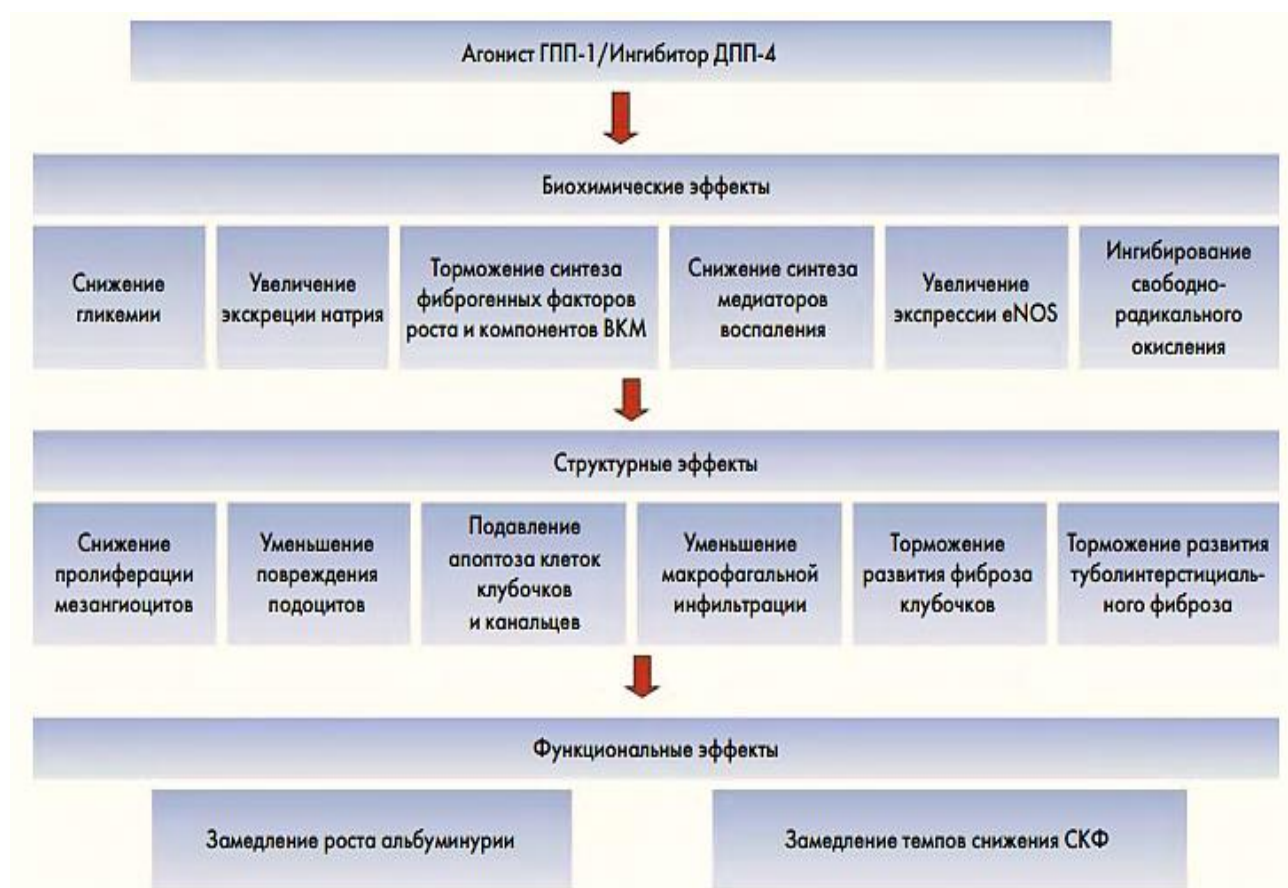 Агонист ГПП-1/Ингибитор ДПП-4
Биохимические эффекты
Снижение
гликемии
Увеличение
экскреции натрия
Торможение синтеза
фиброгенных факторов
роста и компонентов ВКМ
Снижение синтеза
медиаторов
воспаления
Увеличение
экспрессии eNOS
Ингибирование
свободно-
радикального
окисления
Структурные эффекты
Снижение
пролиферации
мезангиоцитов
Уменьшение
повреждения
подоцитов
Подавление
апоптоза клеток
клубочков
и канальцев
Уменьшение
макрофагальной
инфильтрации
Торможение
развития фиброза
клубочков
Торможение развития
туболинтерстициаль-
ного фиброза
Функциональные эффекты
Замедление роста альбуминурии
Замедление темпов снижения СКФ